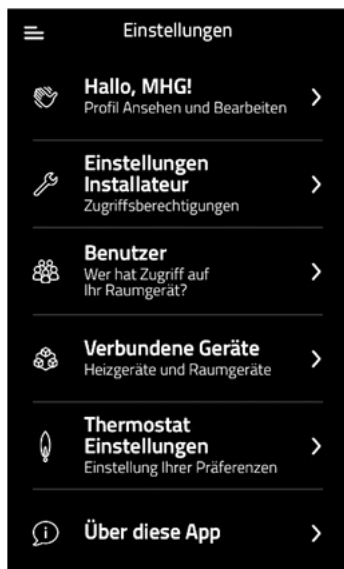 Einstellungen
Hallo, MHG!
Profil Ansehen und Bearbeiten
Einstellungen
Installateur
Zugriffsberechtigungen
Benutzer
Wer hat Zugriff auf
Ihr Raumgerät?
Verbundene Geräte
Heizgeräte und Raumgeräte
Thermostat
Einstellungen
Einstellung Ihrer Präferenzen
Über diese App